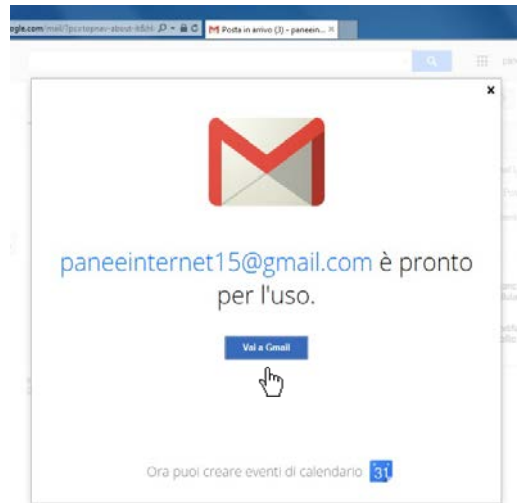 Posta in arrivo (3) - paneein...
paneeinternet15@gmail.com è pronto
per l'uso.
Vai a Gmail
Ora puoi creare eventi di calendario 31